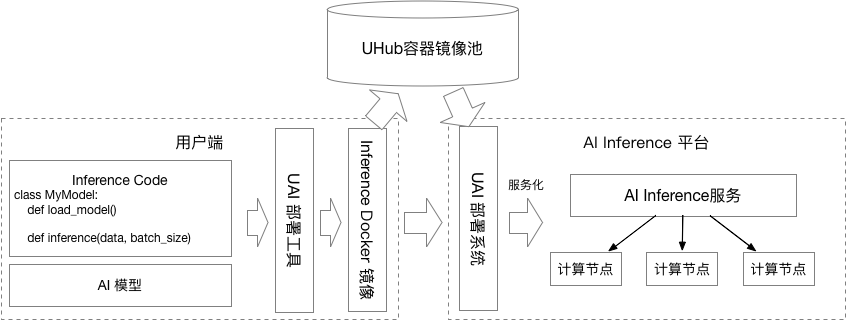 UHub容器镜像池
用户端
Inference Code
class MyModel:
def load_model()
def inference(data, batch_size)
AI 模型
UAI 部署工具
Inference Docker 镜像
UAI 部署系统
服务化
AI Inference 平台
AI Inference服务
计算节点
计算节点
计算节点